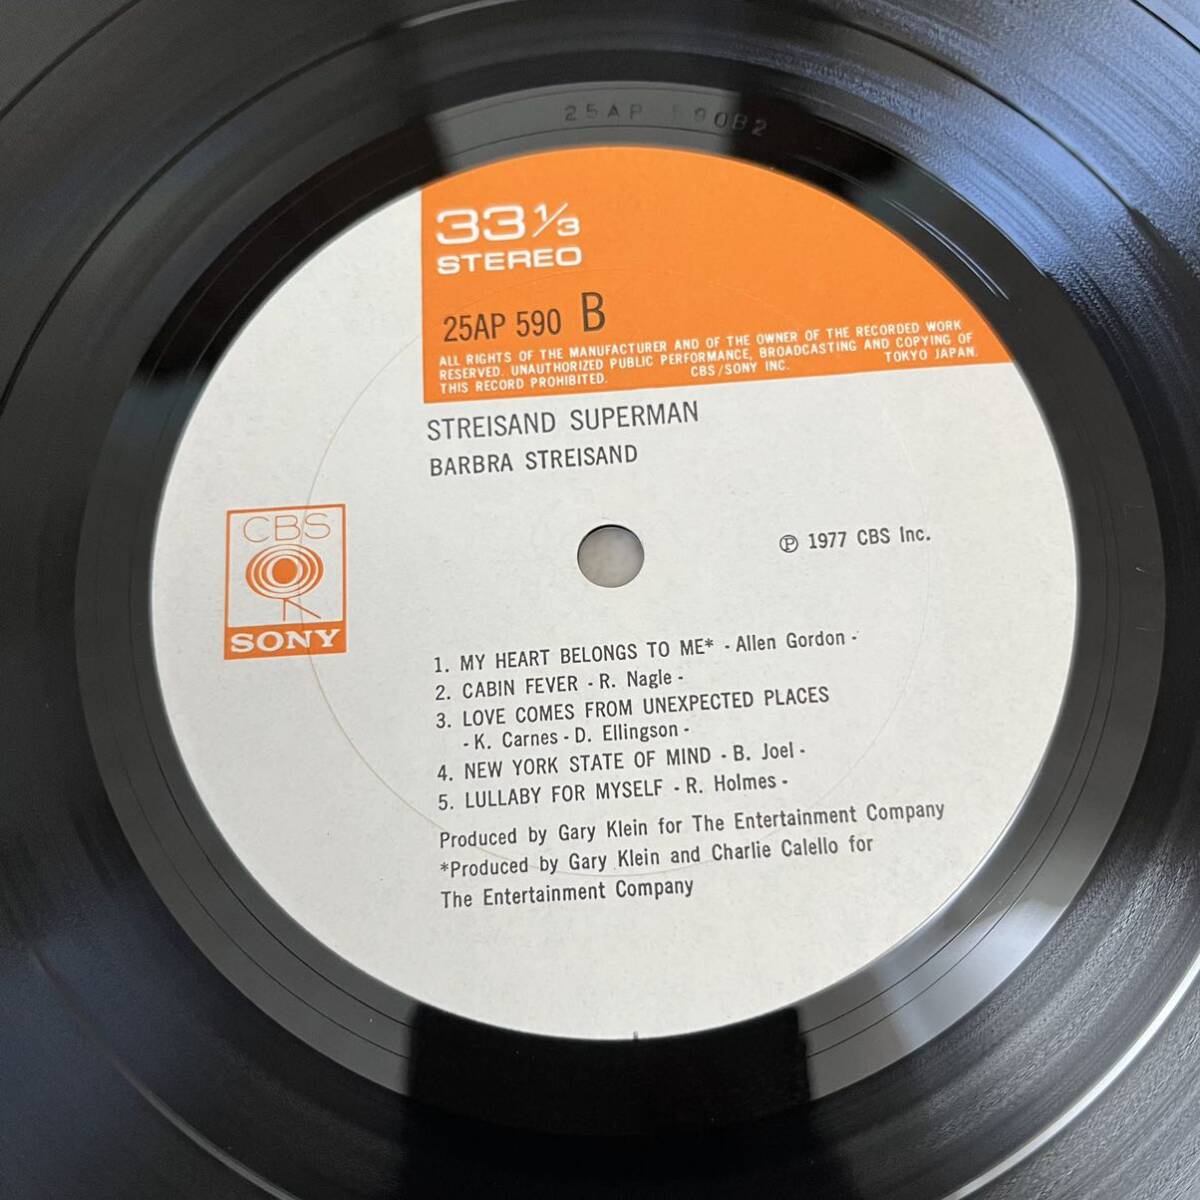 25AP 590B2
33 1/3
STEREO
25AP 590 B
ALL RIGHTS OF THE MANUFACTURER AND OF THE OWNER OF THE RECORDED WORK
RESERVED. UNAUTHORIZED PUBLIC PERFORMANCE, BROADCASTING AND COPYING OF
THIS RECORD PROHIBITED. CBS/SONY INC. TOKYO JAPAN.
STREISAND SUPERMAN
BARBRA STREISAND
CBS
SONY
℗ 1977 CBS Inc.
1. MY HEART BELONGS TO ME* - Allen Gordon -
2. CABIN FEVER - R. Nagle -
3. LOVE COMES FROM UNEXPECTED PLACES
- K. Carnes - D. Ellingson -
4. NEW YORK STATE OF MIND - B. Joel -
5. LULLABY FOR MYSELF - R. Holmes -
Produced by Gary Klein for The Entertainment Company
*Produced by Gary Klein and Charlie Calello for
The Entertainment Company